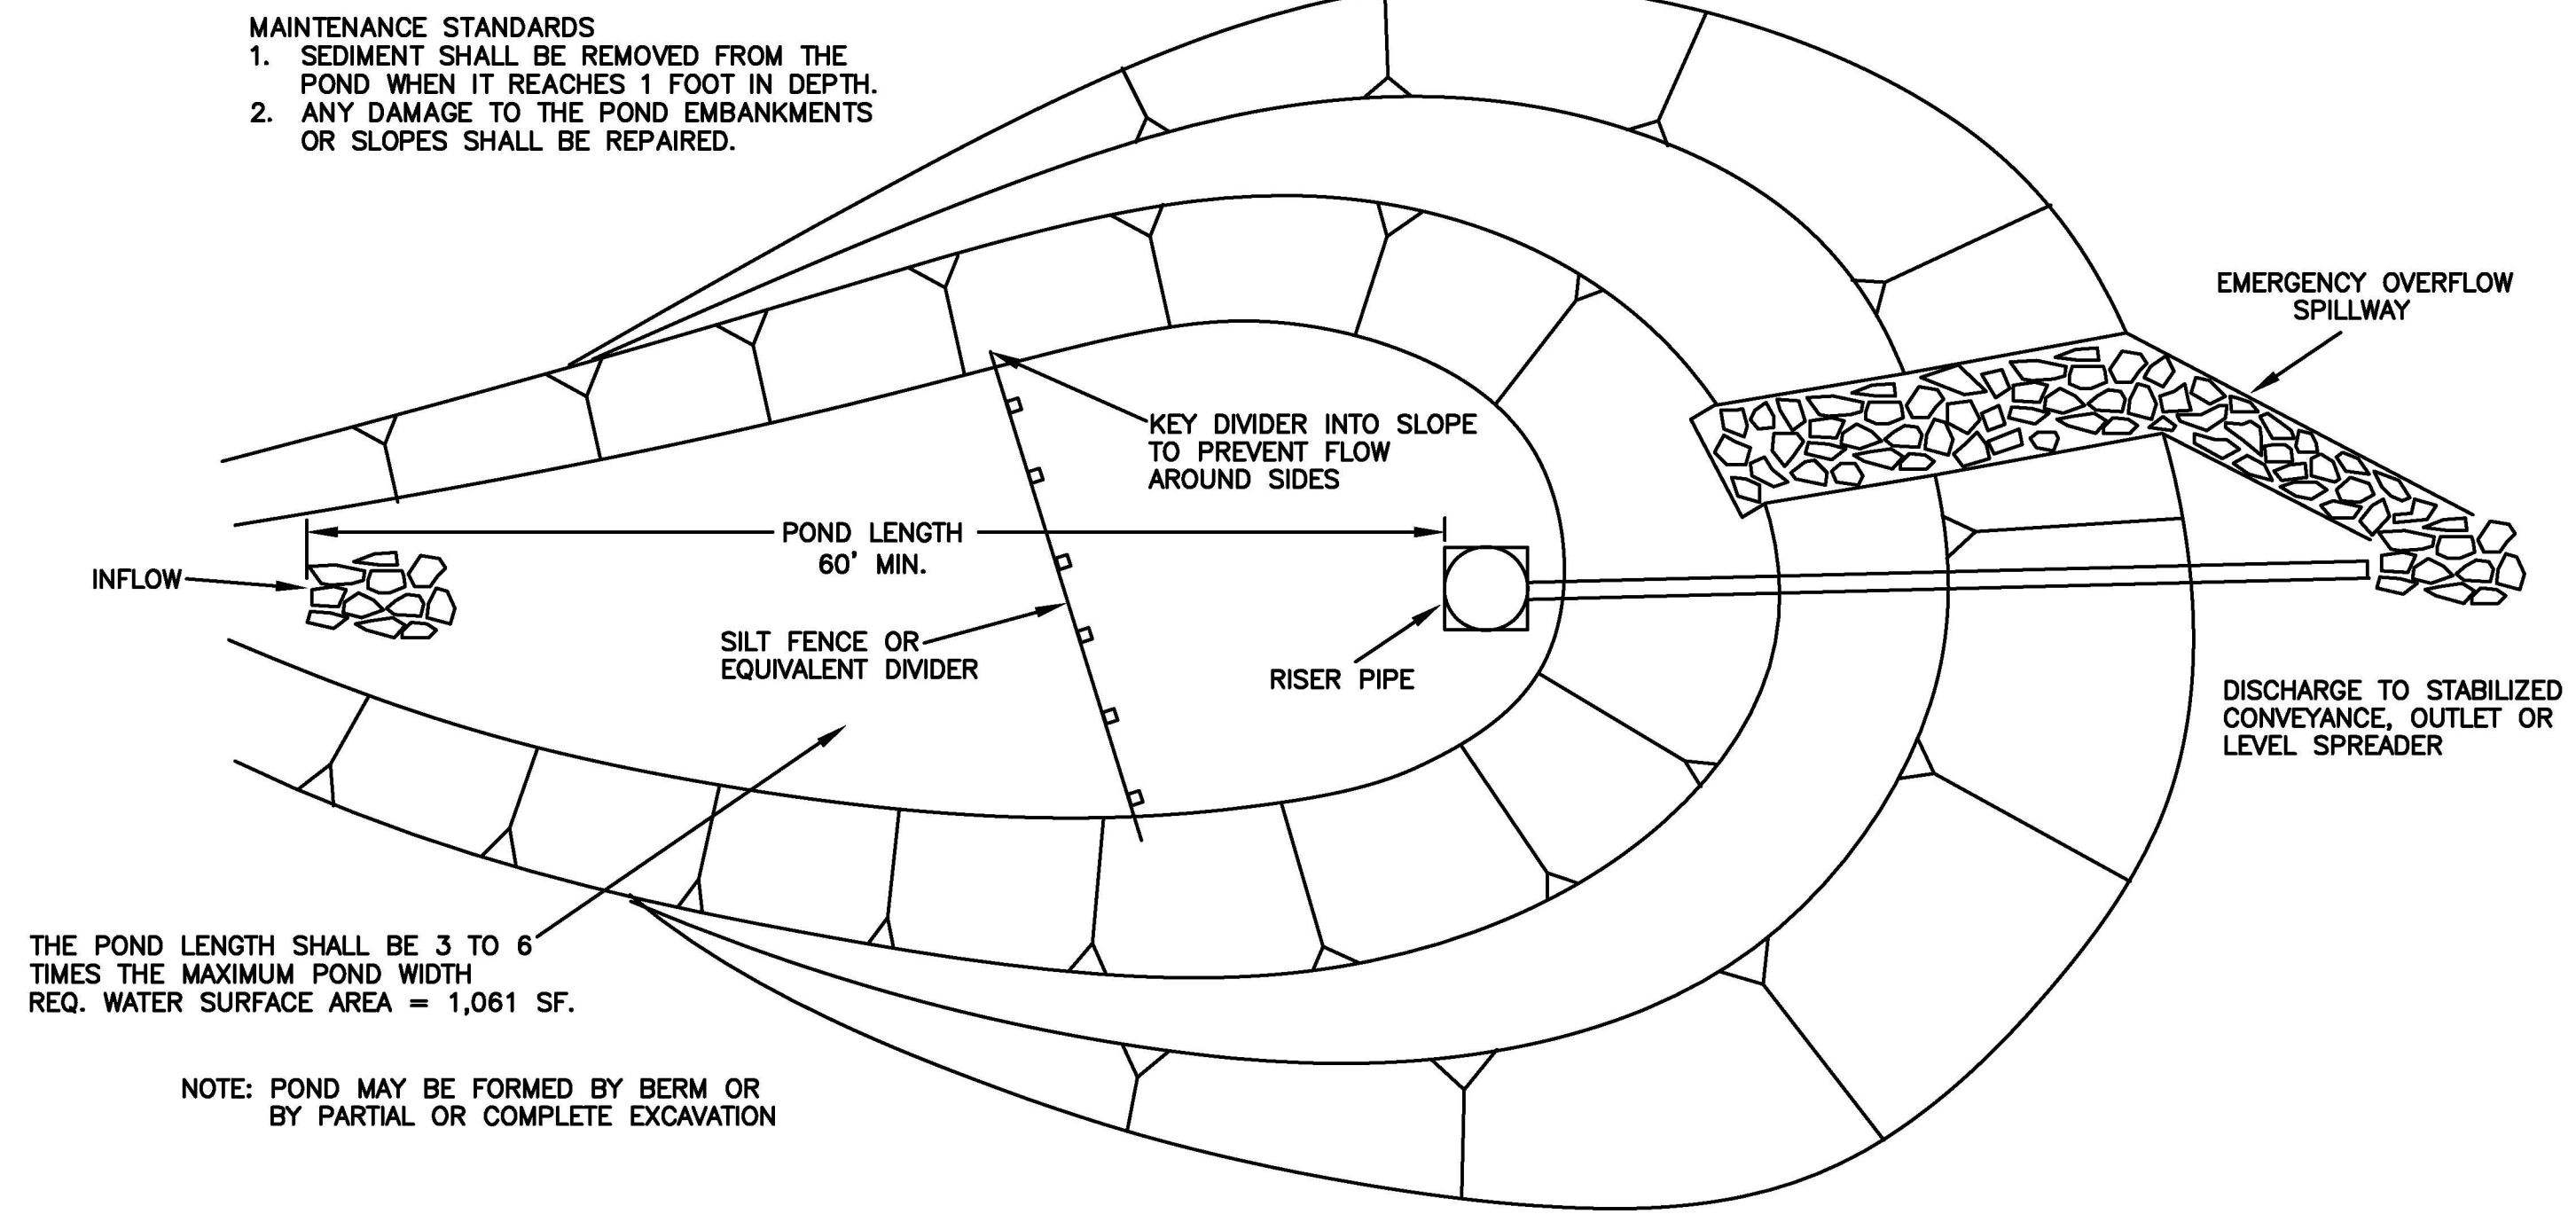 MAINTENANCE STANDARDS
1. SEDIMENT SHALL BE REMOVED FROM THE
POND WHEN IT REACHES 1 FOOT IN DEPTH.
2. ANY DAMAGE TO THE POND EMBANKMENTS
OR SLOPES SHALL BE REPAIRED.
EMERGENCY OVERFLOW
SPILLWAY
KEY DIVIDER INTO SLOPE
TO PREVENT FLOW
AROUND SIDES
POND LENGTH
60' MIN.
INFLOW
SILT FENCE OR
EQUIVALENT DIVIDER
RISER PIPE
DISCHARGE TO STABILIZED
CONVEYANCE, OUTLET OR
LEVEL SPREADER
THE POND LENGTH SHALL BE 3 TO 6
TIMES THE MAXIMUM POND WIDTH
REQ. WATER SURFACE AREA = 1,061 SF.
NOTE: POND MAY BE FORMED BY BERM OR
BY PARTIAL OR COMPLETE EXCAVATION